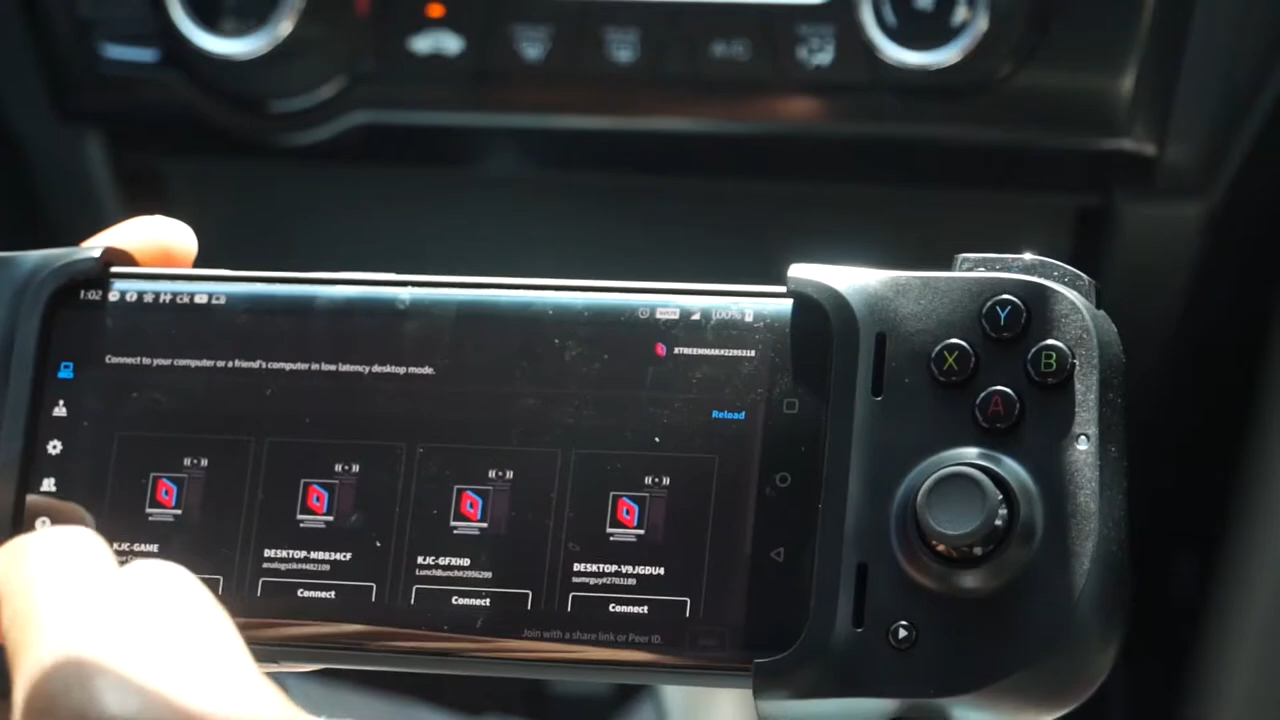 A/C
1:02
100%
XTREEMMAK#2295318
Connect to your computer or a friend's computer in low latency desktop mode.
Reload
KJC-GAME
DESKTOP-MB834CF
analogstik#4482109
Connect
KJC-GFXHD
LunchBunch#2956299
Connect
DESKTOP-V9JGDU4
sumrguy#2703189
Connect
Join with a share link or Peer ID.
Y
X
B
A